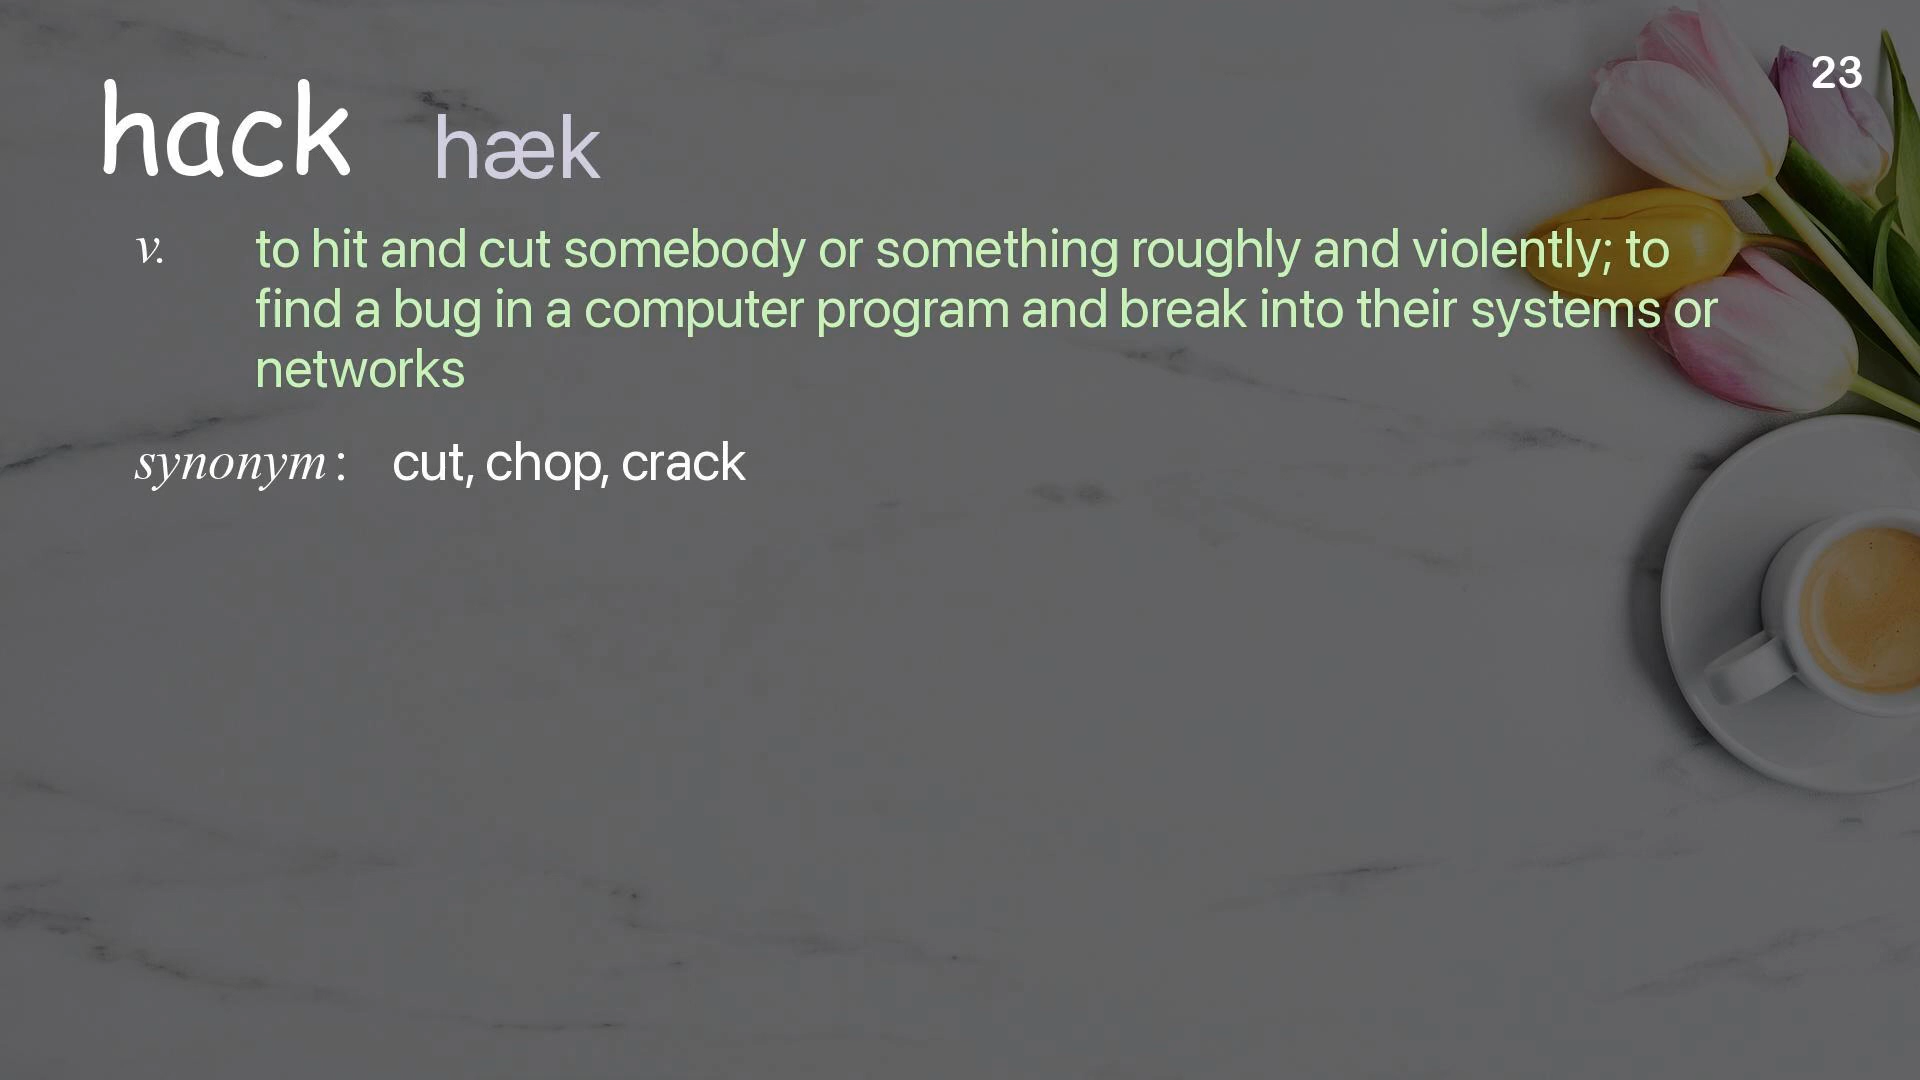 23
hack hæk
v. to hit and cut somebody or something roughly and violently; to
find a bug in a computer program and break into their systems or
networks
synonym : cut, chop, crack